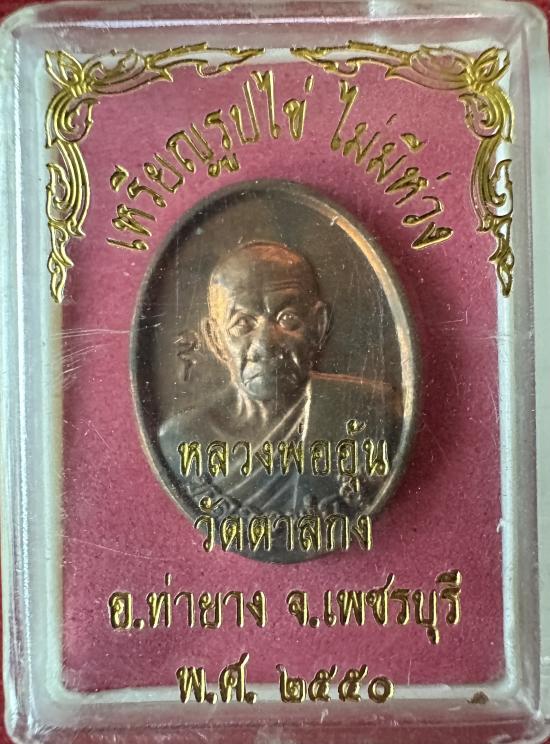 เหรียญรูปไข่ ไม่มีห่วง
หลวงพ่ออุ้น
วัดตาลกง
อ.ท่ายาง จ.เพชรบุรี
พ.ศ. ๒๕๕๐